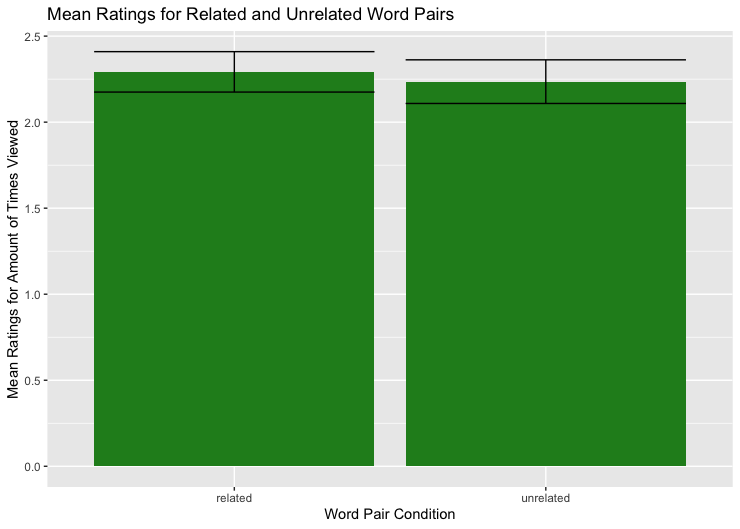 Mean Ratings for Related and Unrelated Word Pairs
Mean Ratings for Amount of Times Viewed
2.5
2.0
1.5
1.0
0.5
0.0
related
unrelated
Word Pair Condition